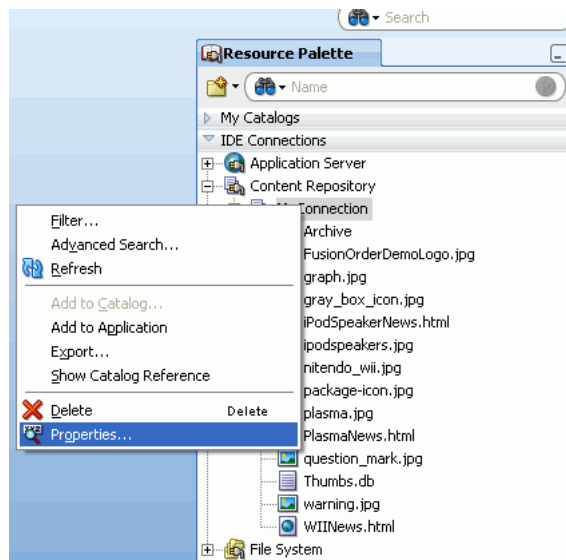 Search
Resource Palette
Name
My Catalogs
IDE Connections
Application Server
Content Repository
Connection
Filter...
Archive
Advanced Search...
FusionOrderDemoLogo.jpg
Refresh
graph.jpg
gray_box_icon.jpg
Add to Catalog...
iPodSpeakerNews.html
Add to Application
ipodspeakers.jpg
Export...
nitendo_wii.jpg
Show Catalog Reference
package-icon.jpg
Delete Delete
plasma.jpg
Properties...
PlasmaNews.html
question_mark.jpg
Thumbs.db
warning.jpg
WIINews.html
File System